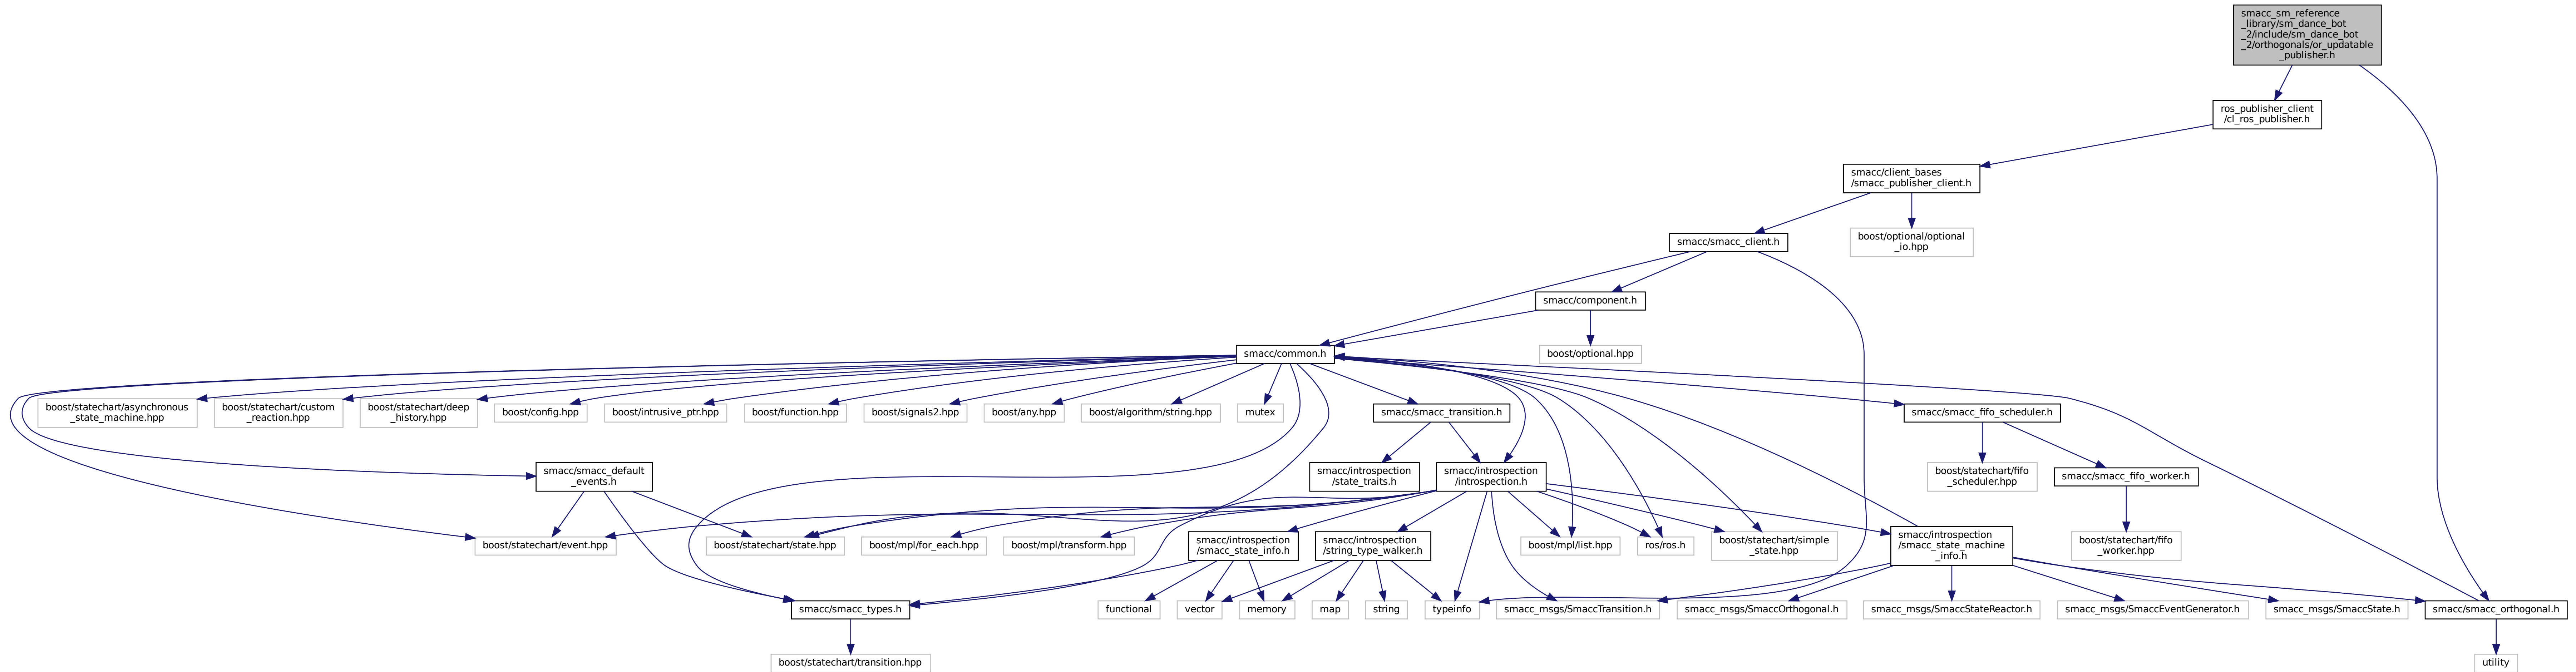 smacc_sm_reference
_library/sm_dance_bot
_2/include/sm_dance_bot
_2/orthogonals/or_updatable
_publisher.h
ros_publisher_client
/cl_ros_publisher.h
smacc/client_bases
/smacc_publisher_client.h
smacc/smacc_client.h
boost/optional/optional
_io.hpp
smacc/component.h
smacc/common.h
boost/optional.hpp
boost/statechart/asynchronous
_state_machine.hpp
boost/statechart/custom
_reaction.hpp
boost/statechart/deep
_history.hpp
boost/config.hpp
boost/intrusive_ptr.hpp
boost/function.hpp
boost/signals2.hpp
boost/any.hpp
boost/algorithm/string.hpp
mutex
smacc/smacc_transition.h
smacc/smacc_fifo_scheduler.h
smacc/smacc_default
_events.h
smacc/introspection
/state_traits.h
smacc/introspection
/introspection.h
boost/statechart/fifo
_scheduler.hpp
smacc/smacc_fifo_worker.h
boost/statechart/event.hpp
boost/statechart/state.hpp
boost/mpl/for_each.hpp
boost/mpl/transform.hpp
smacc/introspection
/smacc_state_info.h
smacc/introspection
/string_type_walker.h
boost/mpl/list.hpp
ros/ros.h
boost/statechart/simple
_state.hpp
smacc/introspection
/smacc_state_machine
_info.h
boost/statechart/fifo
_worker.hpp
smacc/smacc_types.h
functional
vector
memory
map
string
typeinfo
smacc_msgs/SmaccTransition.h
smacc_msgs/SmaccOrthogonal.h
smacc_msgs/SmaccStateReactor.h
smacc_msgs/SmaccEventGenerator.h
smacc_msgs/SmaccState.h
smacc/smacc_orthogonal.h
boost/statechart/transition.hpp
utility